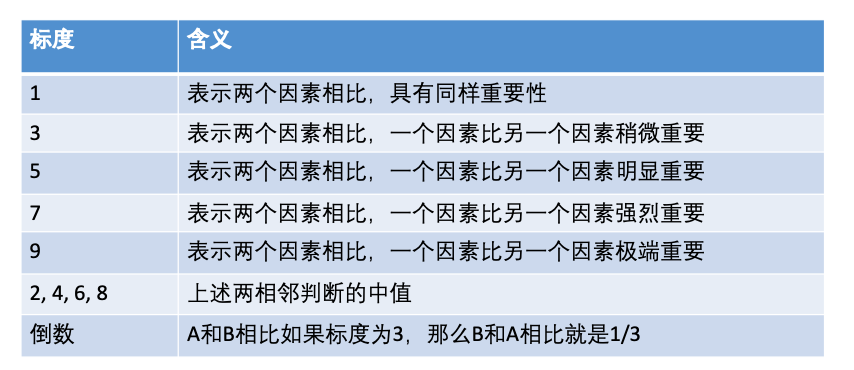 标度 含义
1 表示两个因素相比，具有同样重要性
3 表示两个因素相比，一个因素比另一个因素稍微重要
5 表示两个因素相比，一个因素比另一个因素明显重要
7 表示两个因素相比，一个因素比另一个因素强烈重要
9 表示两个因素相比，一个因素比另一个因素极端重要
2, 4, 6, 8 上述两相邻判断的中值
倒数 A和B相比如果标度为3，那么B和A相比就是1/3